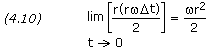 (4.10) lim [r(rωΔt)/2] = ωr²/2
t → 0